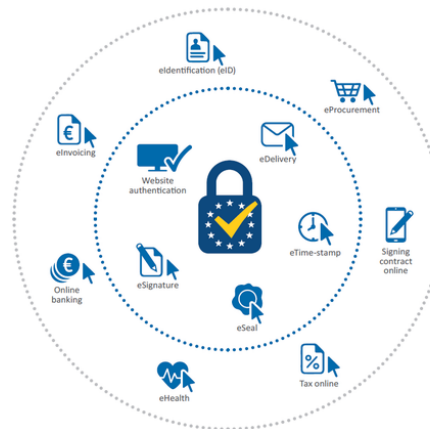 eIdentification (eID)
eProcurement
eInvoicing
eDelivery
Website
authentication
eTime-stamp
Signing
contract
online
Online
banking
eSignature
eSeal
Tax online
eHealth